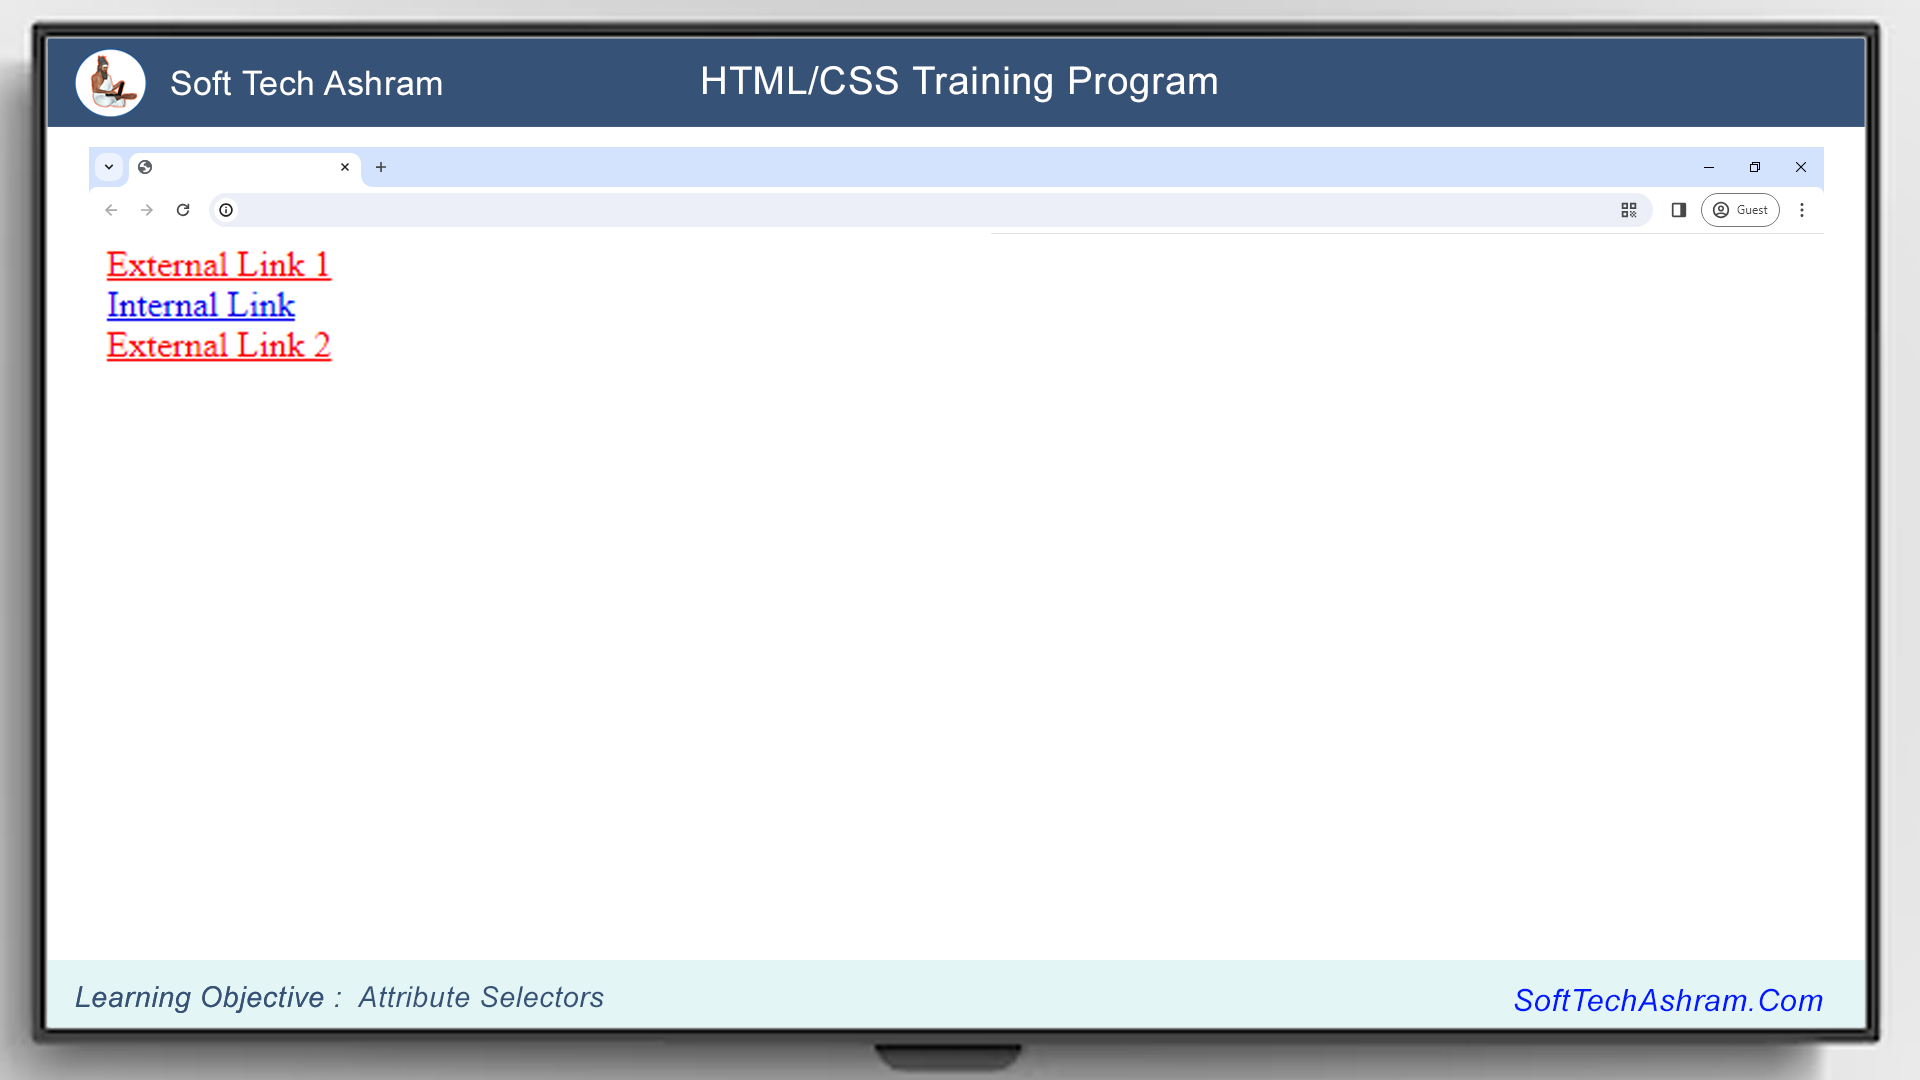 Soft Tech Ashram
HTML/CSS Training Program
Guest
External Link 1
Internal Link
External Link 2
Learning Objective : Attribute Selectors
SoftTechAshram.Com